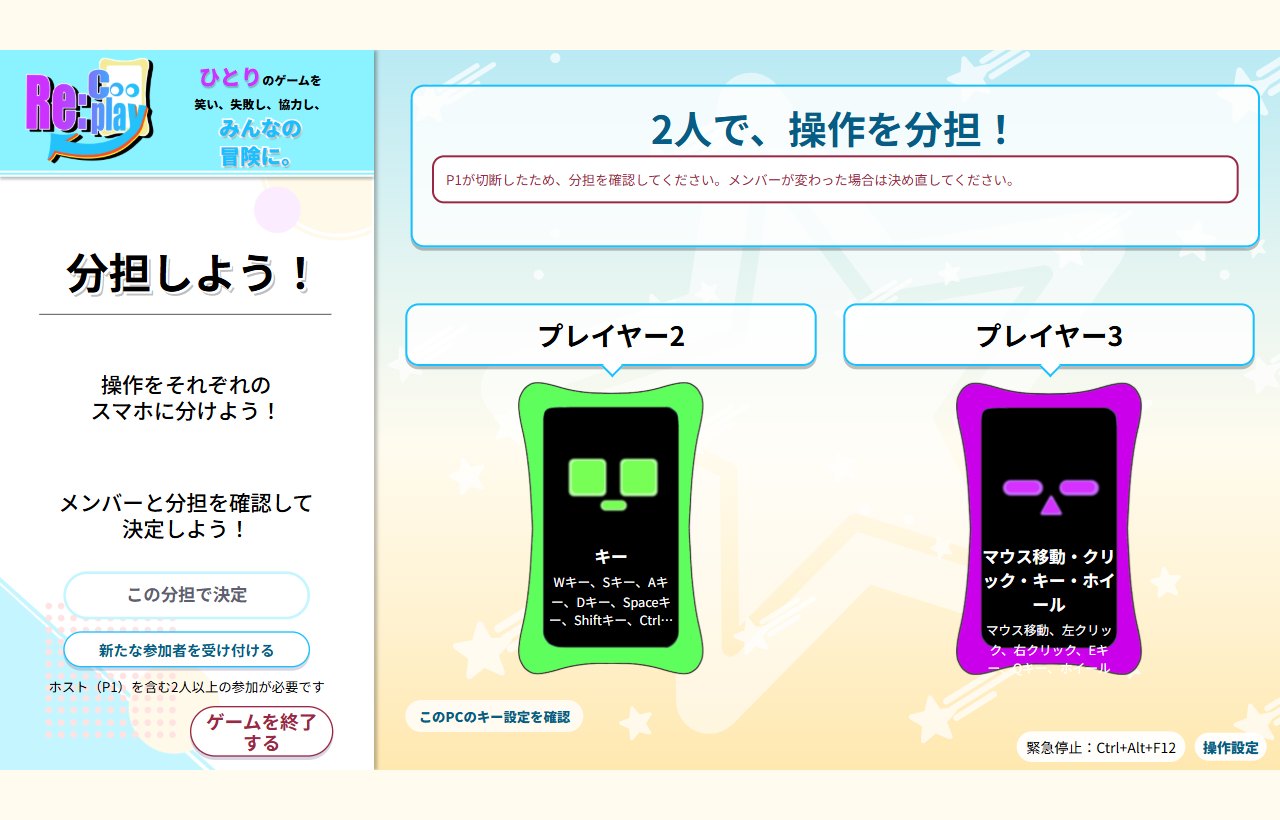 Re:Coo
play
ひとりのゲームを
笑い、失敗し、協力し、
みんなの
冒険に。
分担しよう！
操作をそれぞれの
スマホに分けよう！
メンバーと分担を確認して
決定しよう！
この分担で決定
新たな参加者を受け付ける
ホスト（P1）を含む2人以上の参加が必要です
ゲームを終了
する
2人で、操作を分担！
P1が切断したため、分担を確認してください。メンバーが変わった場合は決め直してください。
プレイヤー2
キー
Wキー、Sキー、Aキ
ー、Dキー、Spaceキ
ー、Shiftキー、Ctrl…
プレイヤー3
マウス移動・クリ
ック・キー・ホイ
ール
マウス移動、左クリッ
ク、右クリック、Eキ
ー、Qキー、ホイール
このPCのキー設定を確認
緊急停止：Ctrl+Alt+F12
操作設定